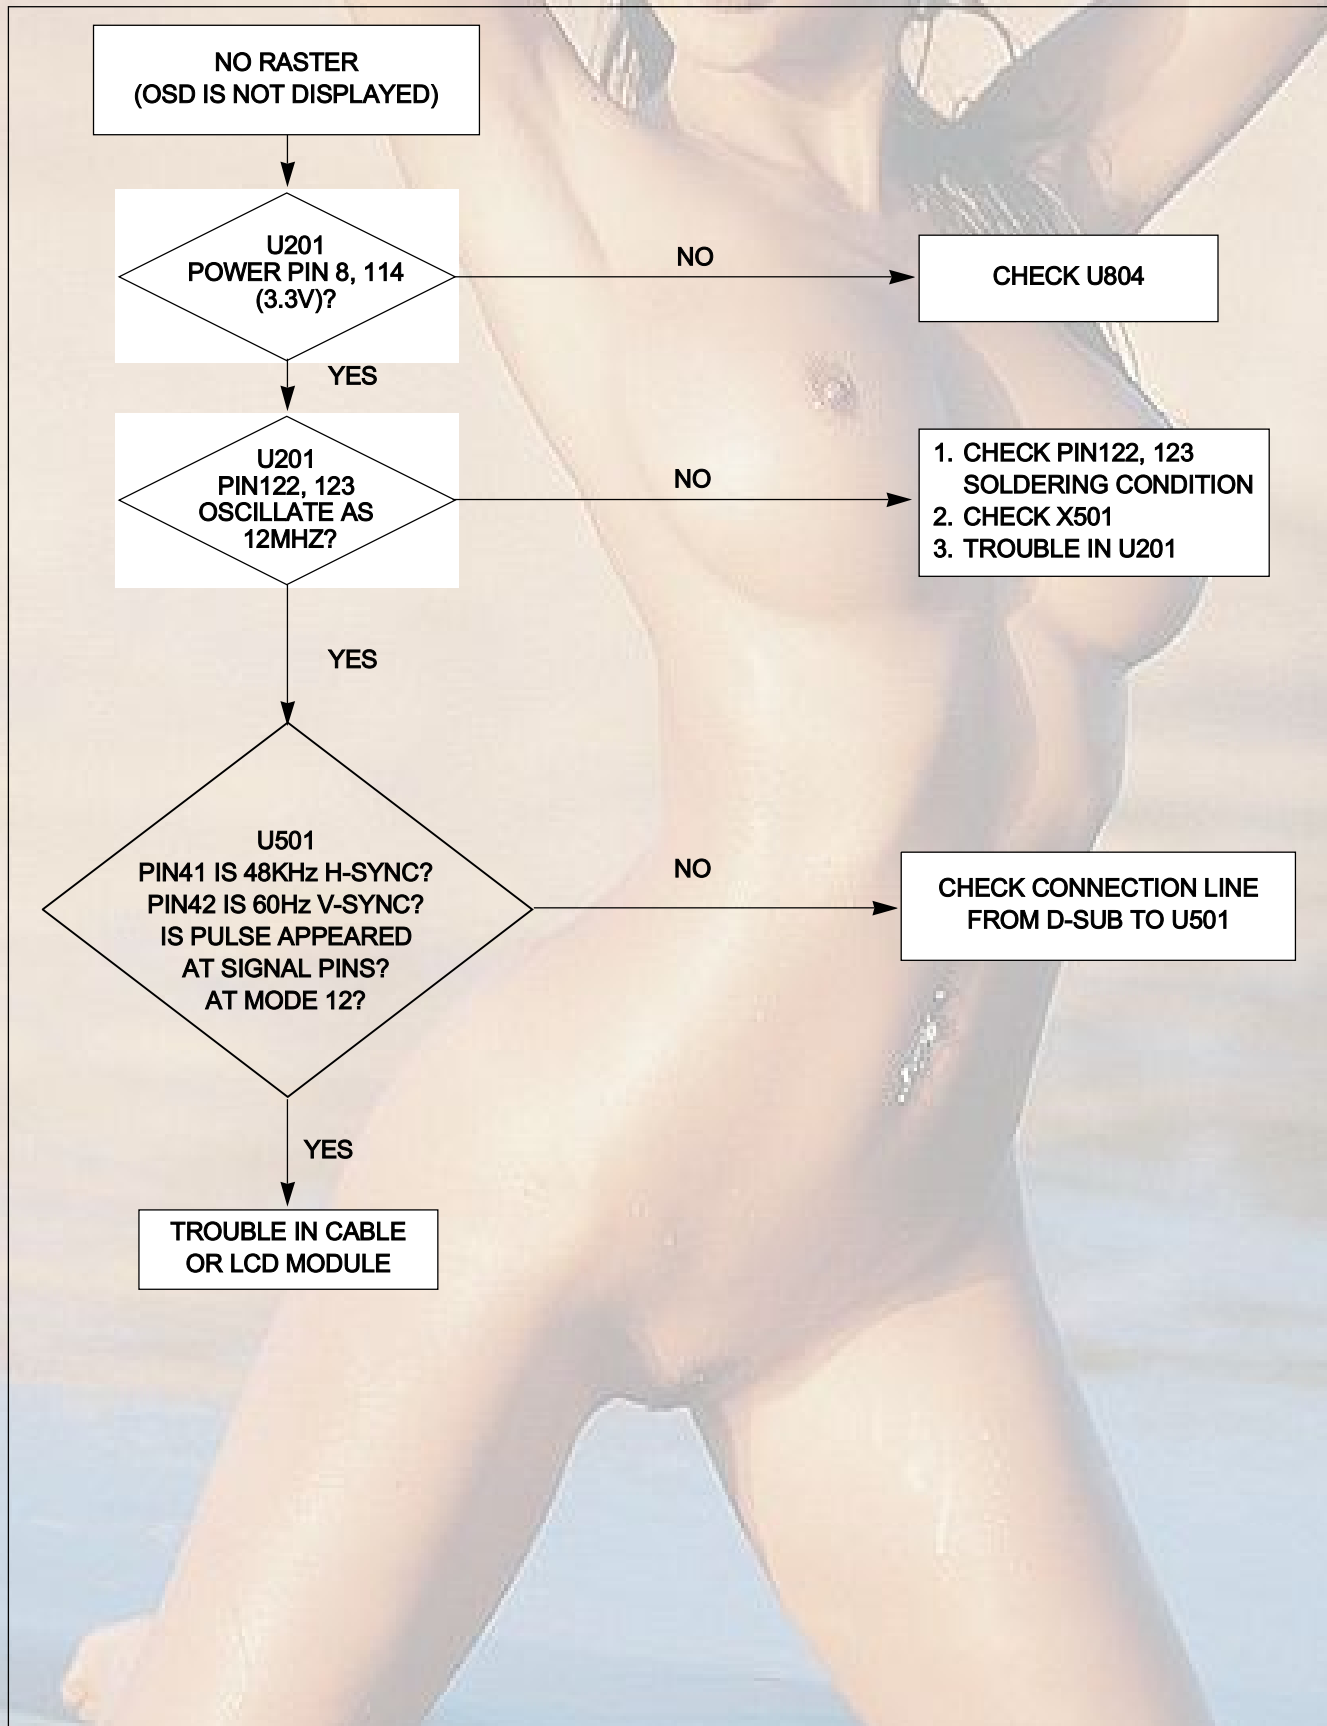 NO RASTER
(OSD IS NOT DISPLAYED)
U201
POWER PIN 8, 114
(3.3V)?
NO
CHECK U804
YES
U201
PIN122, 123
OSCILLATE AS
12MHZ?
NO
1. CHECK PIN122, 123
SOLDERING CONDITION
2. CHECK X501
3. TROUBLE IN U201
YES
U501
PIN41 IS 48KHz H-SYNC?
PIN42 IS 60Hz V-SYNC?
IS PULSE APPEARED
AT SIGNAL PINS?
AT MODE 12?
NO
CHECK CONNECTION LINE
FROM D-SUB TO U501
YES
TROUBLE IN CABLE
OR LCD MODULE